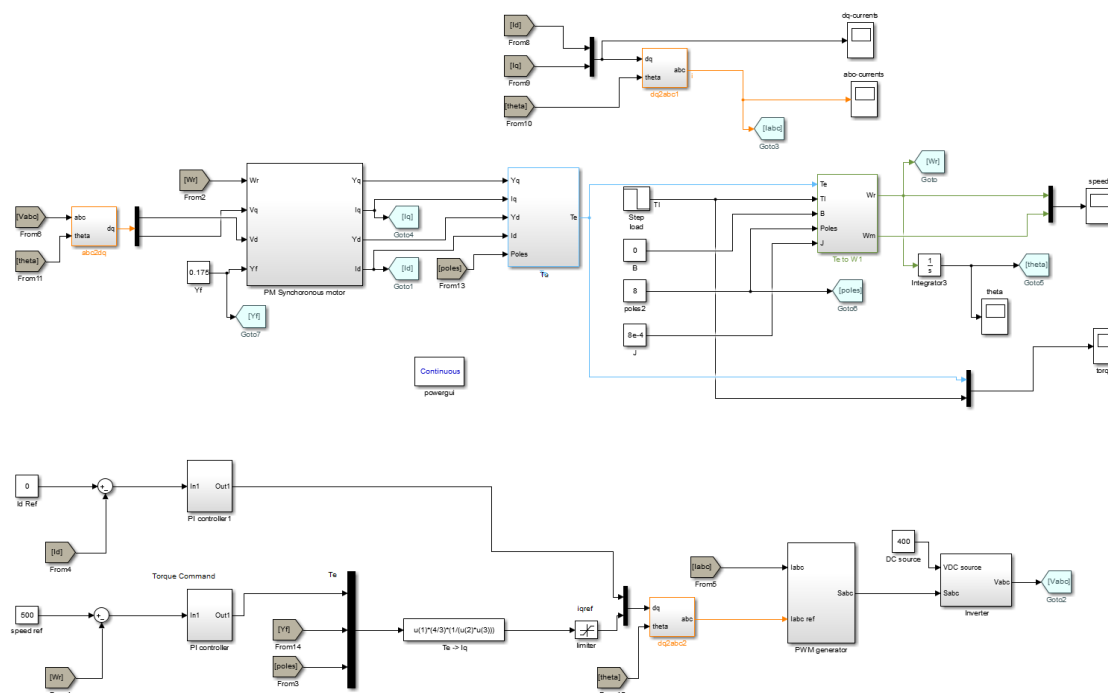 dq-currents
[Id]
From8
[Iq]
From9
dq
theta
abc
dq2abc1
abc-currents
[theta]
From10
[Iabc]
Goto3
[Wr]
From2
Wr
Vq
Vd
Yf
Yq
Iq
Yd
Id
PM Synchoronous motor
[Vabc]
From6
[theta]
From11
abc
theta
dq
abc2dq
0.175
Yf
[Yf]
Goto7
[Iq]
Goto4
[Id]
Goto1
[poles]
From13
Yq
Iq
Yd
Id
Poles
Te
Te
Step
load
Tl
0
B
8
poles2
8e-4
J
Te
Tl
B
Poles
J
Wr
Wm
Te to W1
[Wr]
Goto
speed
[poles]
Goto6
1
s
Integrator3
[theta]
Goto5
theta
Continuous
powergui
0
Id Ref
[Id]
From4
In1
Out1
PI controller1
Torque Command
500
speed ref
[Wr]
In1
Out1
PI controller
Te
[Yf]
From14
[poles]
From3
u(1)*(4/3)*(1/(u(2)*u(3)))
Te -> Iq
iqref
limiter
dq
theta
abc
dq2abc2
[theta]
[Iabc]
From5
Iabc
Iabc ref
Sabc
PWM generator
400
DC source
VDC source
Sabc
Vabc
Inverter
[Vabc]
Goto2